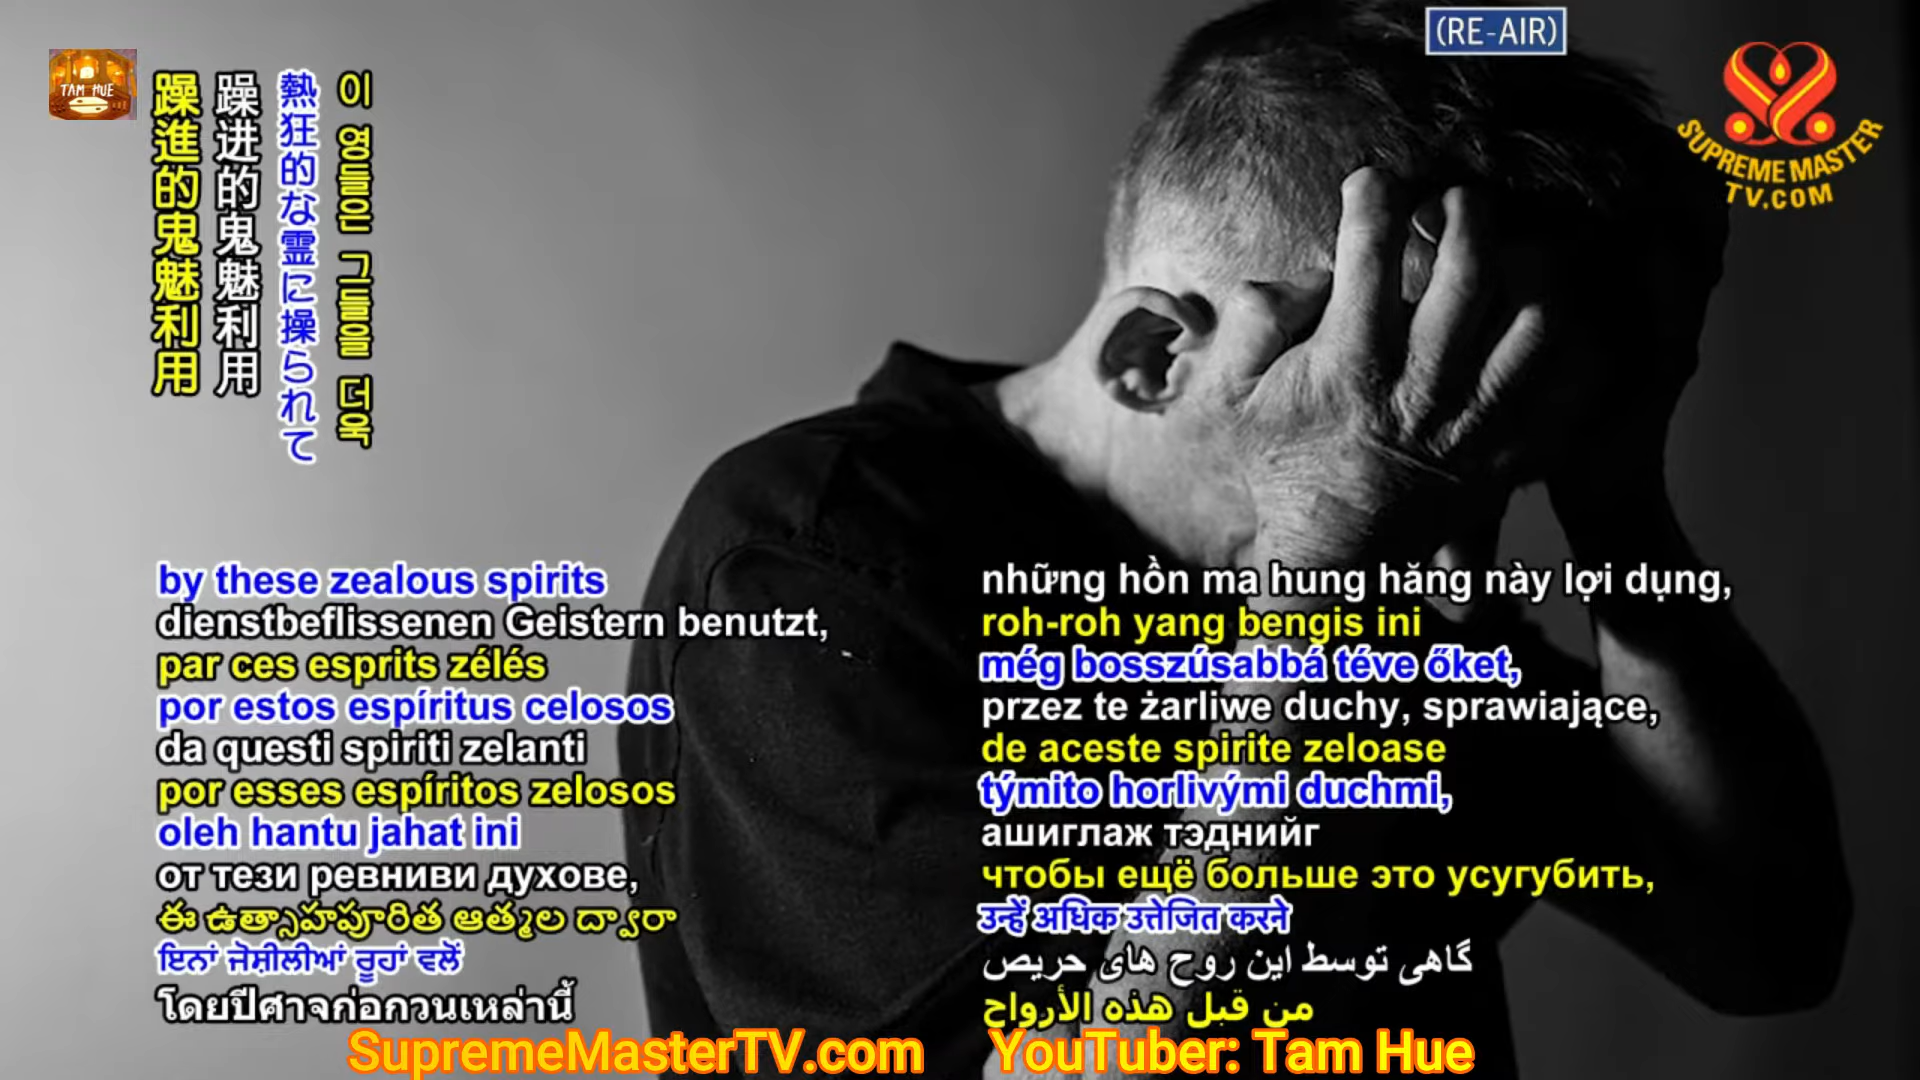 (RE-AIR)
TAM HUE
SUPREME MASTER
TV.COM
躁進的鬼魅利用
躁进的鬼魅利用
熱狂的な霊に操られて
이 영들은 그들을 더욱
by these zealous spirits
dienstbeflissenen Geistern benutzt,
par ces esprits zélés
por estos espíritus celosos
da questi spiriti zelanti
por esses espíritos zelosos
oleh hantu jahat ini
от тези ревниви духове,
ఈ ఉత్సాహపూరిత ఆత్మల ద్వారా
ਇਨਾਂ ਜੋਸ਼ੀਲੀਆਂ ਰੂਹਾਂ ਵਲੋਂ
โดยปีศาจก่อกวนเหล่านี้
những hồn ma hung hăng này lợi dụng,
roh-roh yang bengis ini
még bosszúsabbá téve őket,
przez te żarliwe duchy, sprawiające,
de aceste spirite zeloase
týmito horlivými duchmi,
ашиглаж тэднийг
чтобы ещё больше это усугубить,
उन्हें अधिक उत्तेजित करने
گاهی توسط این روح های حریص
من قبل هذه الأرواح
SupremeMasterTV.com
YouTuber: Tam Hue